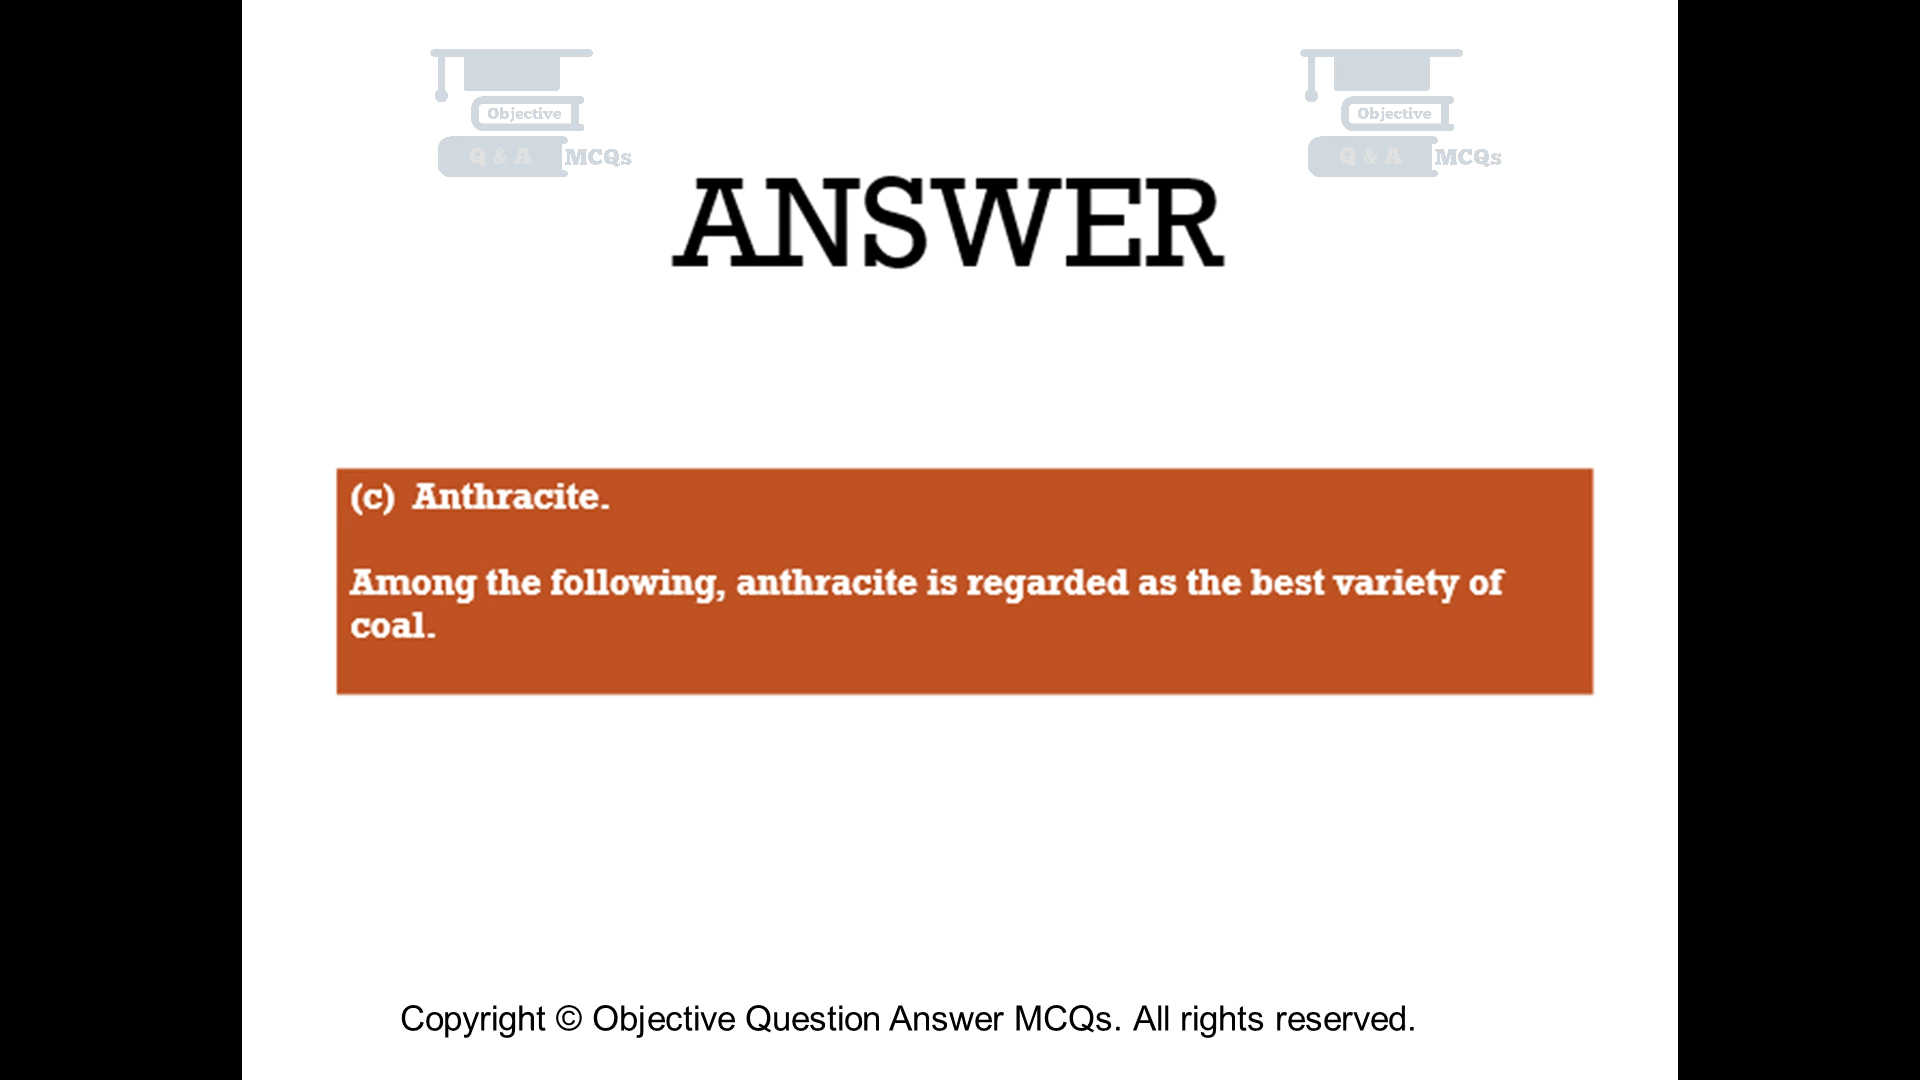 Objective
Q & A MCQs
Objective
Q & A MCQs
ANSWER
(c) Anthracite.
Among the following, anthracite is regarded as the best variety of
coal.
Copyright © Objective Question Answer MCQs. All rights reserved.